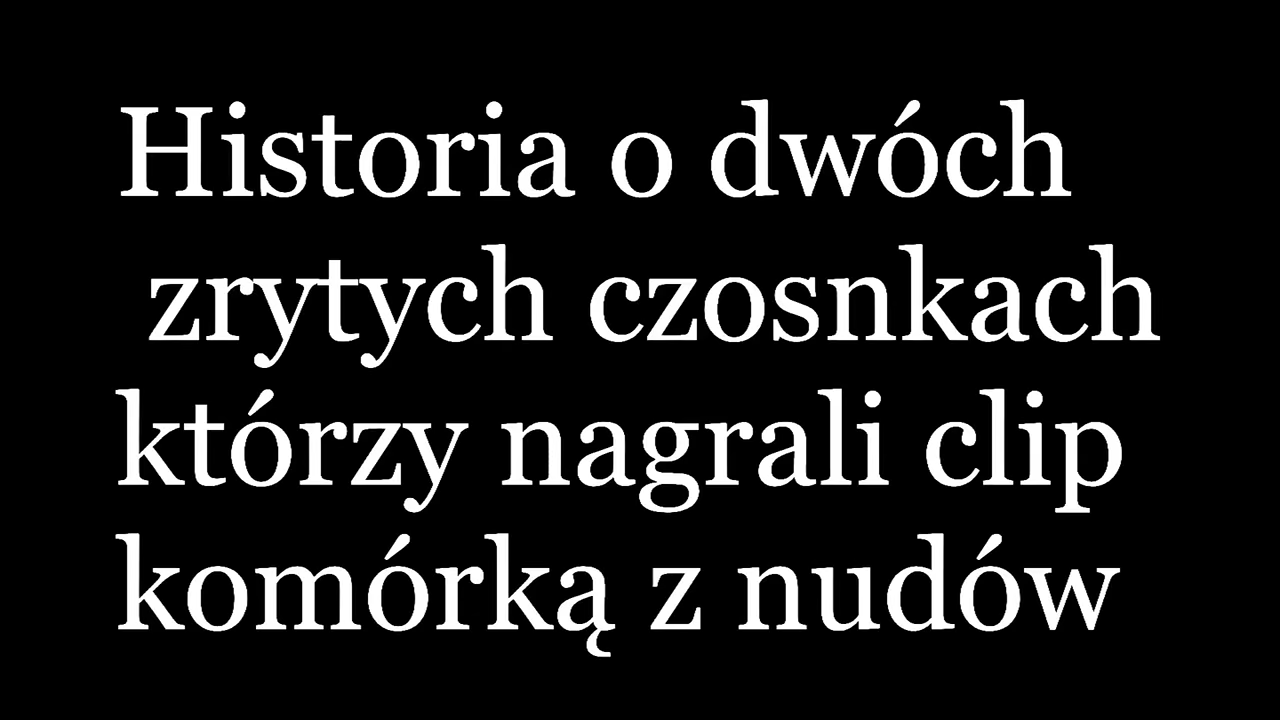 Historia o dwóch
zrytych czosnkach
którzy nagrali clip
komórką z nudów